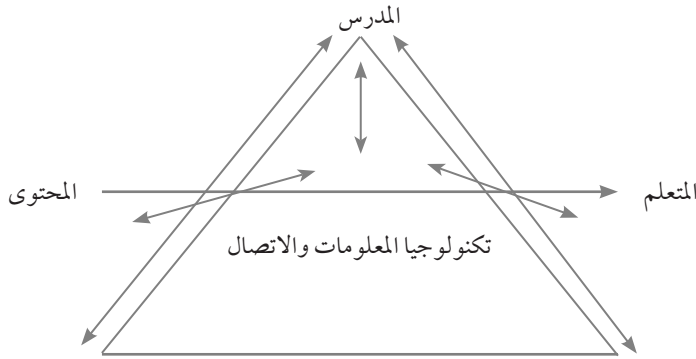 المدرس
المتعلم
المحتوى
تكنولوجيا المعلومات والاتصال